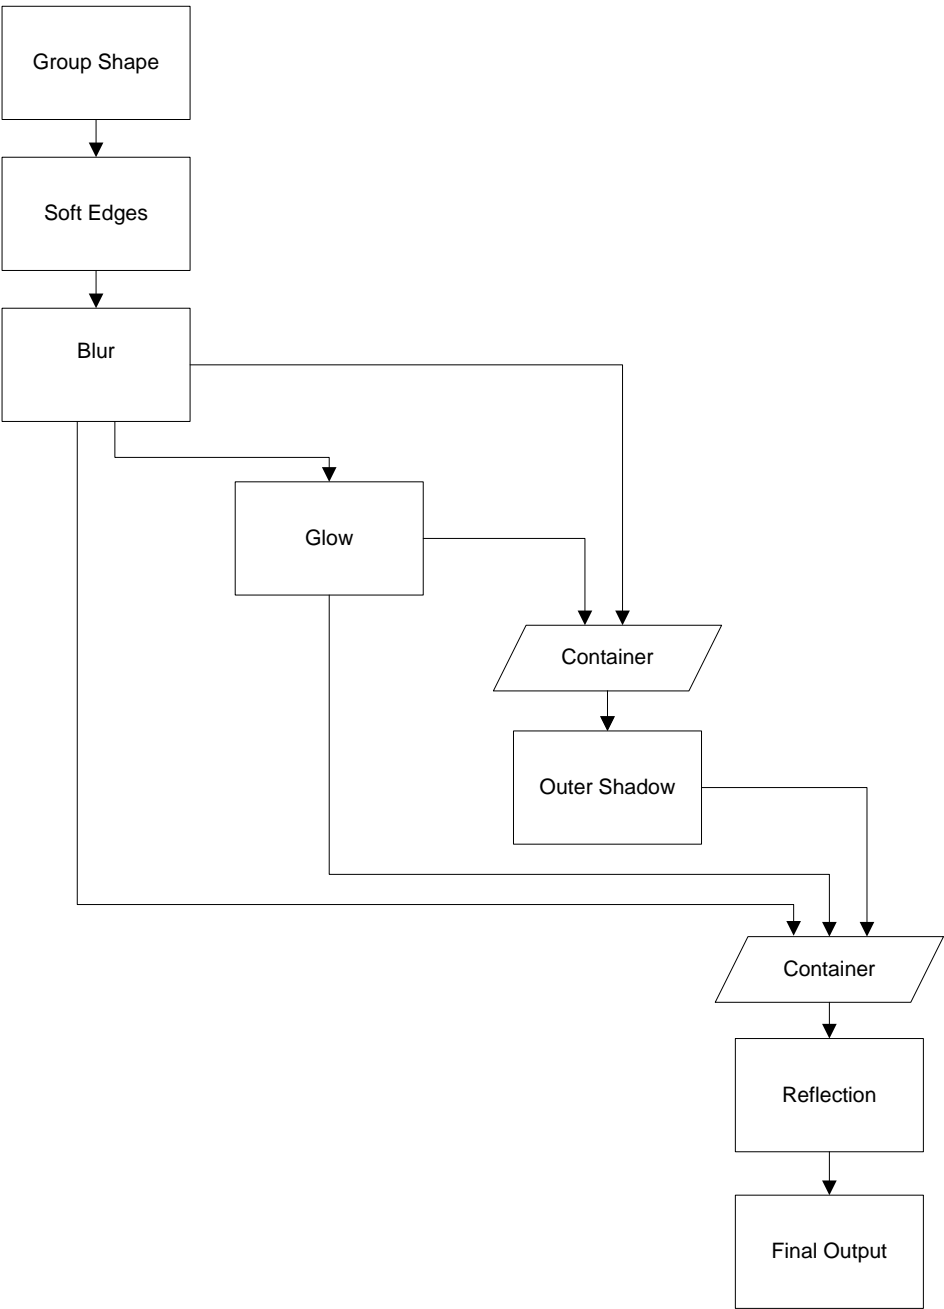 Group Shape
Soft Edges
Blur
Glow
Container
Outer Shadow
Container
Reflection
Final Output